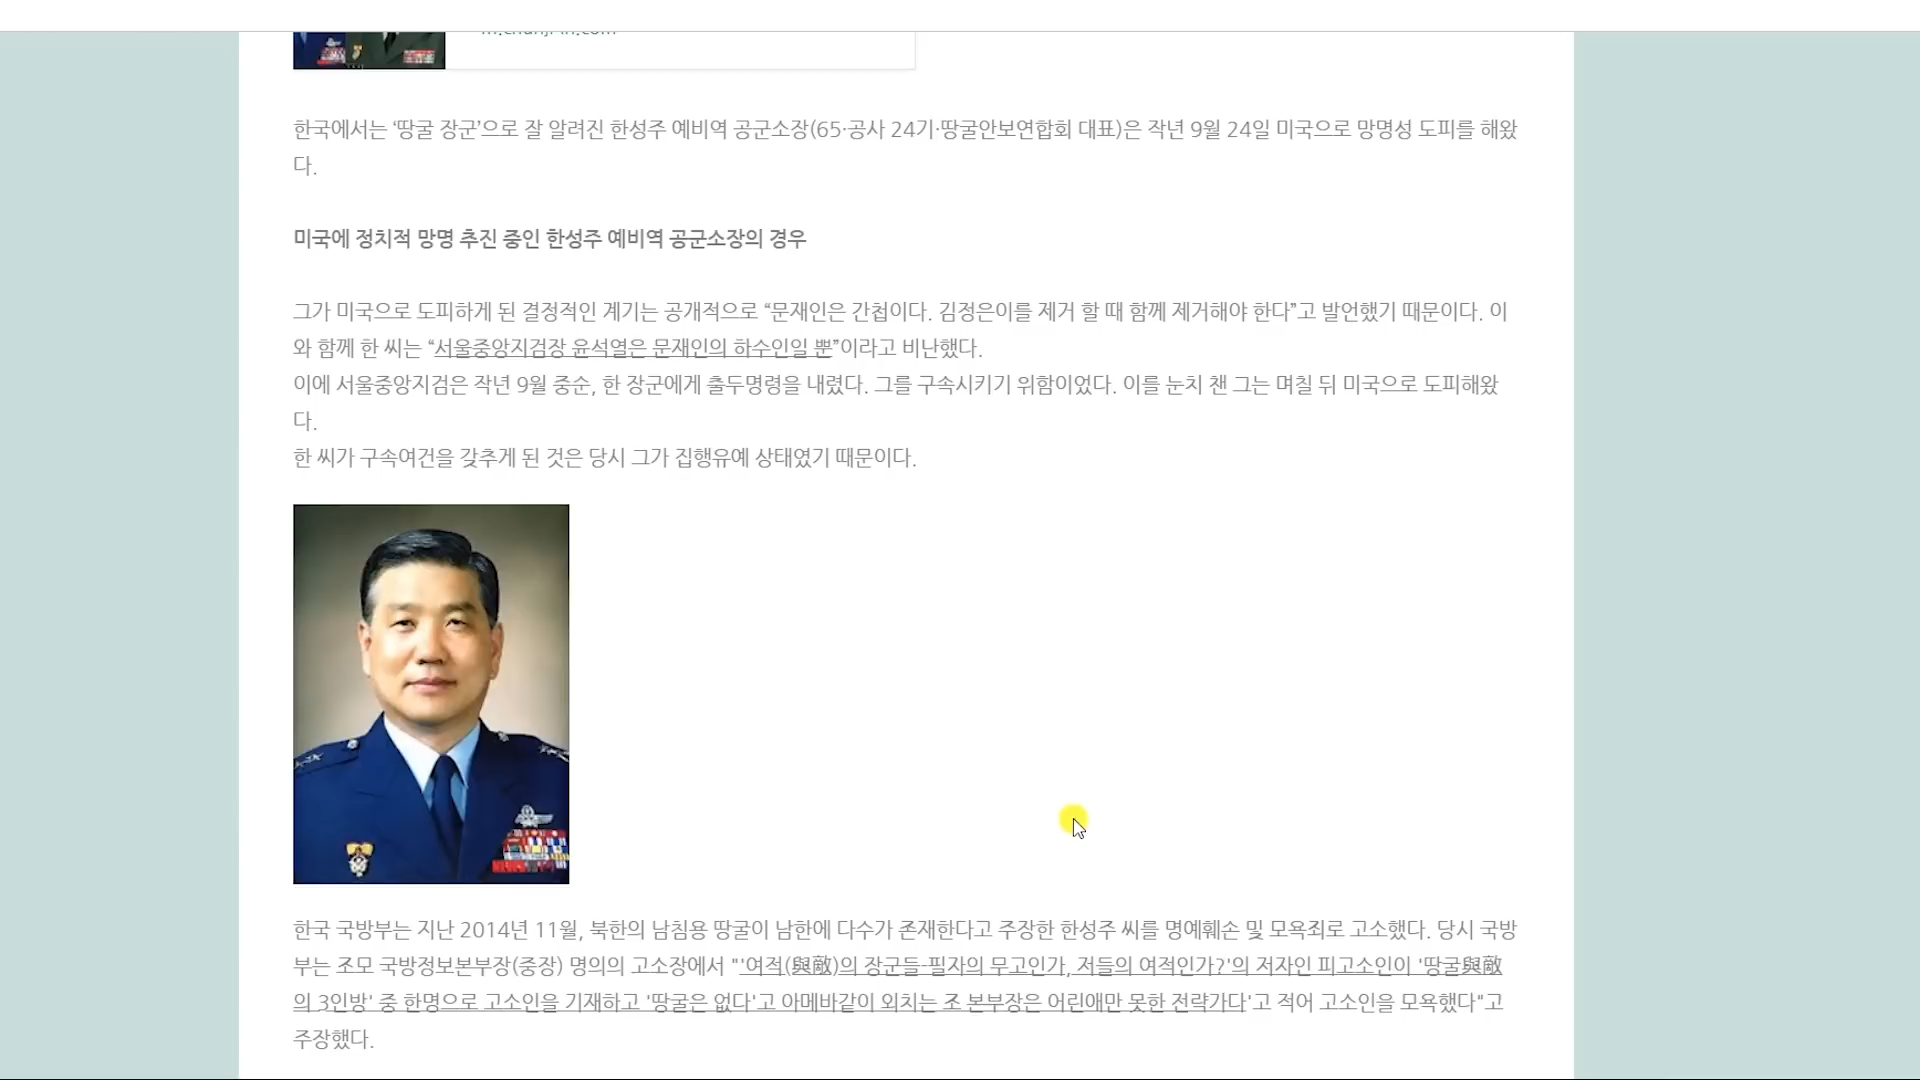 한국에서는 ‘땅굴 장군’으로 잘 알려진 한성주 예비역 공군소장(65·공사 24기·땅굴안보연합회 대표)은 작년 9월 24일 미국으로 망명성 도피를 해왔
다.
미국에 정치적 망명 추진 중인 한성주 예비역 공군소장의 경우
그가 미국으로 도피하게 된 결정적인 계기는 공개적으로 “문재인은 간첩이다. 김정은이를 제거 할 때 함께 제거해야 한다”고 발언했기 때문이다. 이
와 함께 한 씨는 “서울중앙지검장 윤석열은 문재인의 하수인일 뿐”이라고 비난했다.
이에 서울중앙지검은 작년 9월 중순, 한 장군에게 출두명령을 내렸다. 그를 구속시키기 위함이었다. 이를 눈치 챈 그는 며칠 뒤 미국으로 도피해왔
다.
한 씨가 구속여건을 갖추게 된 것은 당시 그가 집행유예 상태였기 때문이다.
한국 국방부는 지난 2014년 11월, 북한의 남침용 땅굴이 남한에 다수가 존재한다고 주장한 한성주 씨를 명예훼손 및 모욕죄로 고소했다. 당시 국방
부는 조모 국방정보본부장(중장) 명의의 고소장에서 "'여적(與敵)의 장군들-필자의 무고인가, 저들의 여적인가?'의 저자인 피고소인이 '땅굴與敵
의 3인방' 중 한명으로 고소인을 기재하고 '땅굴은 없다'고 아메바같이 외치는 조 본부장은 어린애만 못한 전략가다'고 적어 고소인을 모욕했다"고
주장했다.